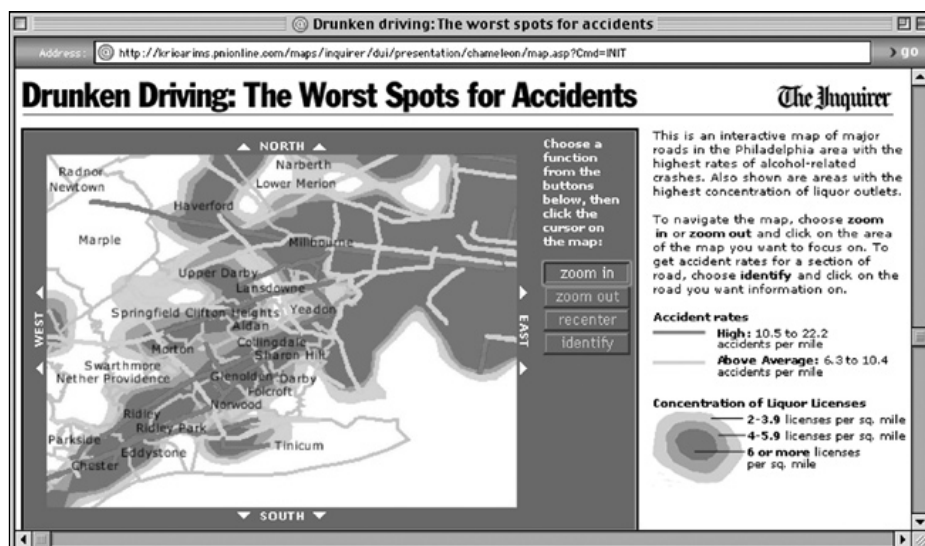 Drunken driving: The worst spots for accidents
Address: http://kricarims.pnionline.com/maps/inquirer/dui/presentation/chameleon/map.asp?Cmd=INIT
go
Drunken Driving: The Worst Spots for Accidents
The Inquirer
NORTH
WEST
EAST
SOUTH
Radnor
Newtown
Narberth
Lower Merion
Haverford
Marple
Millbourne
Upper Darby
Lansdowne
Springfield Clifton Heights
Yeadon
Aldan
Morton
Collingdale
Sharon Hill
Swarthmore
Nether Providence
Glenolden Darby
Folcroft
Norwood
Ridley
Ridley Park
Parkside
Eddystone
Tinicum
Chester
Choose a
function
from the
buttons
below, then
click the
cursor on
the map:
zoom in
zoom out
recenter
identify
This is an interactive map of major
roads in the Philadelphia area with the
highest rates of alcohol-related
crashes. Also shown are areas with the
highest concentration of liquor outlets.
To navigate the map, choose zoom
in or zoom out and click on the area
of the map you want to focus on. To
get accident rates for a section of
road, choose identify and click on the
road you want information on.
Accident rates
High: 10.5 to 22.2
accidents per mile
Above Average: 6.3 to 10.4
accidents per mile
Concentration of Liquor Licenses
2-3.9 licenses per sq. mile
4-5.9 licenses per sq. mile
6 or more licenses
per sq. mile